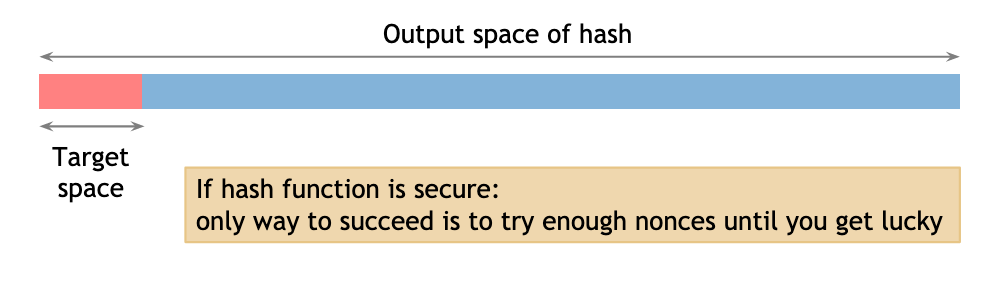 Output space of hash
Target
space
If hash function is secure:
only way to succeed is to try enough nonces until you get lucky